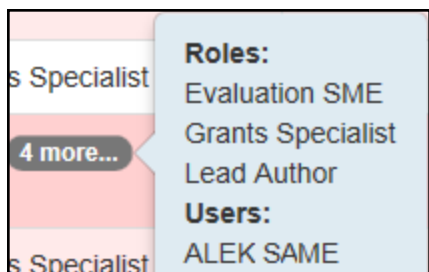 s Specialist
4 more...
s Specialist
Roles:
Evaluation SME
Grants Specialist
Lead Author
Users:
ALEK SAME